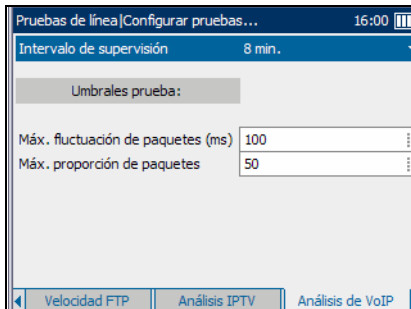 Pruebas de línea|Configurar pruebas... 16:00
Intervalo de supervisión 8 min.
Umbrales prueba:
Máx. fluctuación de paquetes (ms) 100
Máx. proporción de paquetes 50
Velocidad FTP Análisis IPTV Análisis de VoIP